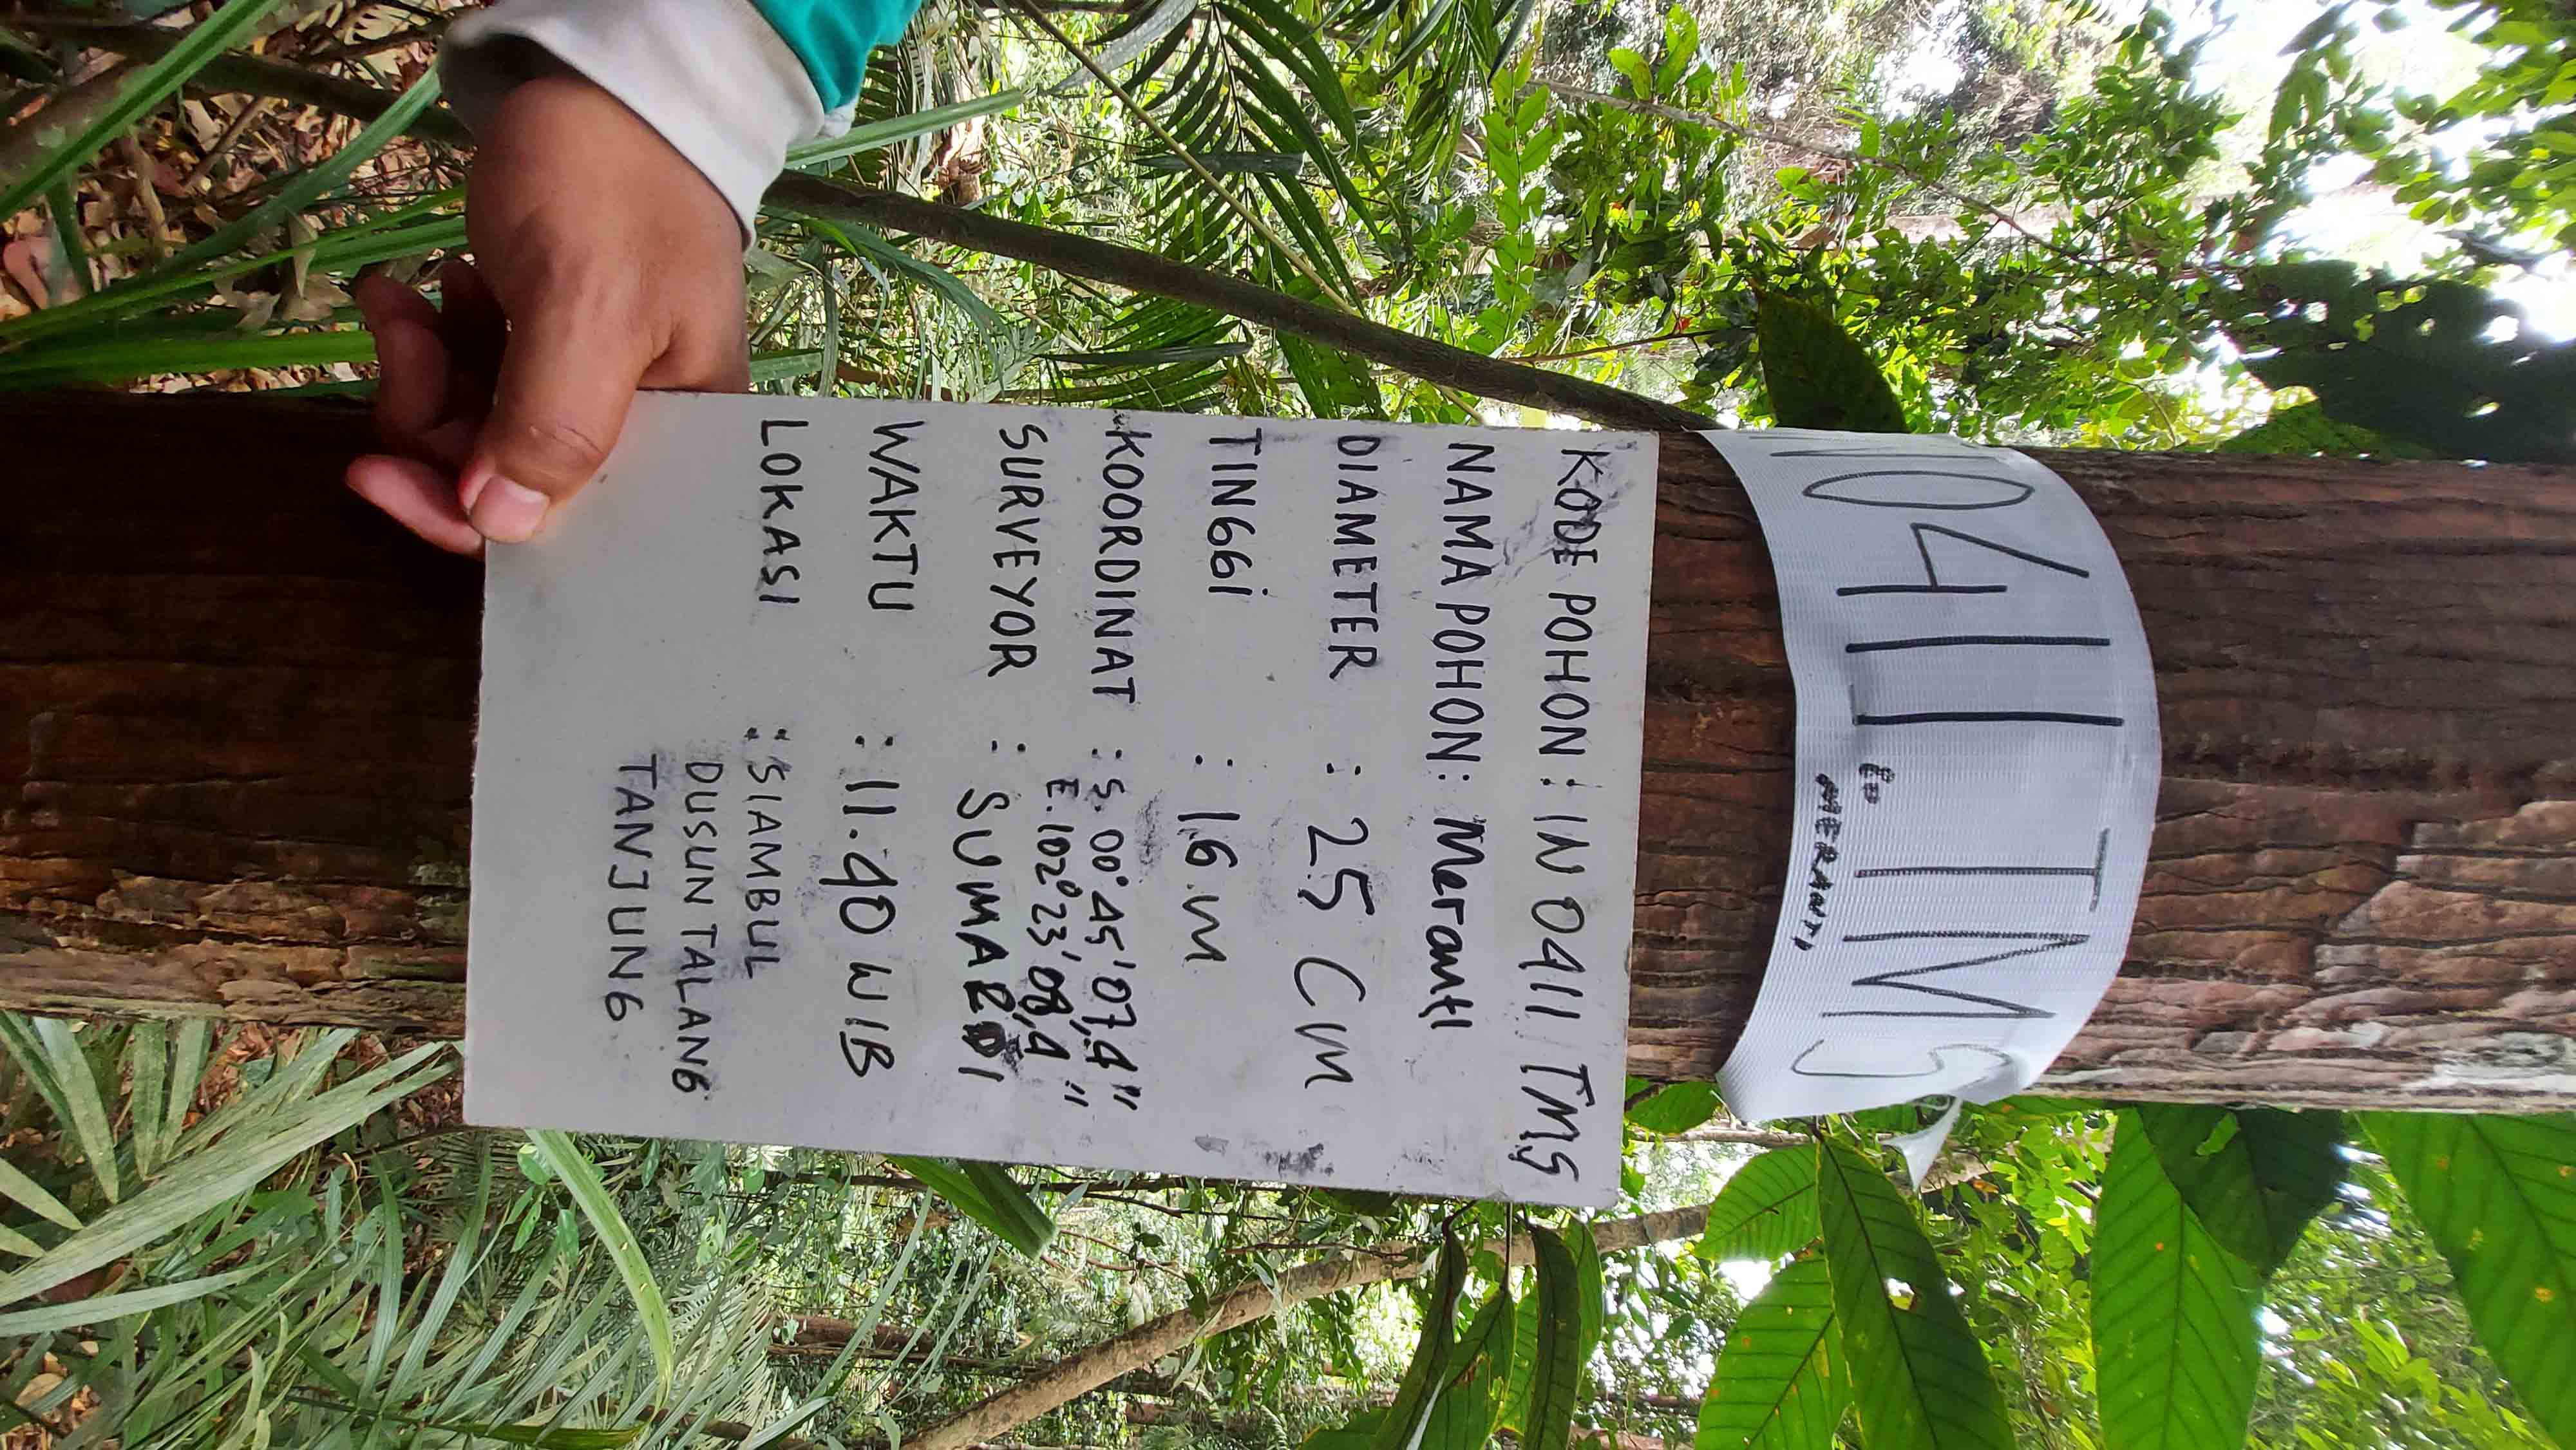 N0411 TMS
MERANTI
KODE POHON : IN 0411 TMS
NAMA POHON : Meranti
DIAMETER : 25 CM
TINGGi : 16 m
KOORDINAT : S. 00° 45' 07,4"
E. 102° 23' 08,4"
SURVEYOR : SUMARDI
WAKTU : 11.40 WIB
LOKASI : SIAMBUL
DUSUN TALANG
TANJUNG